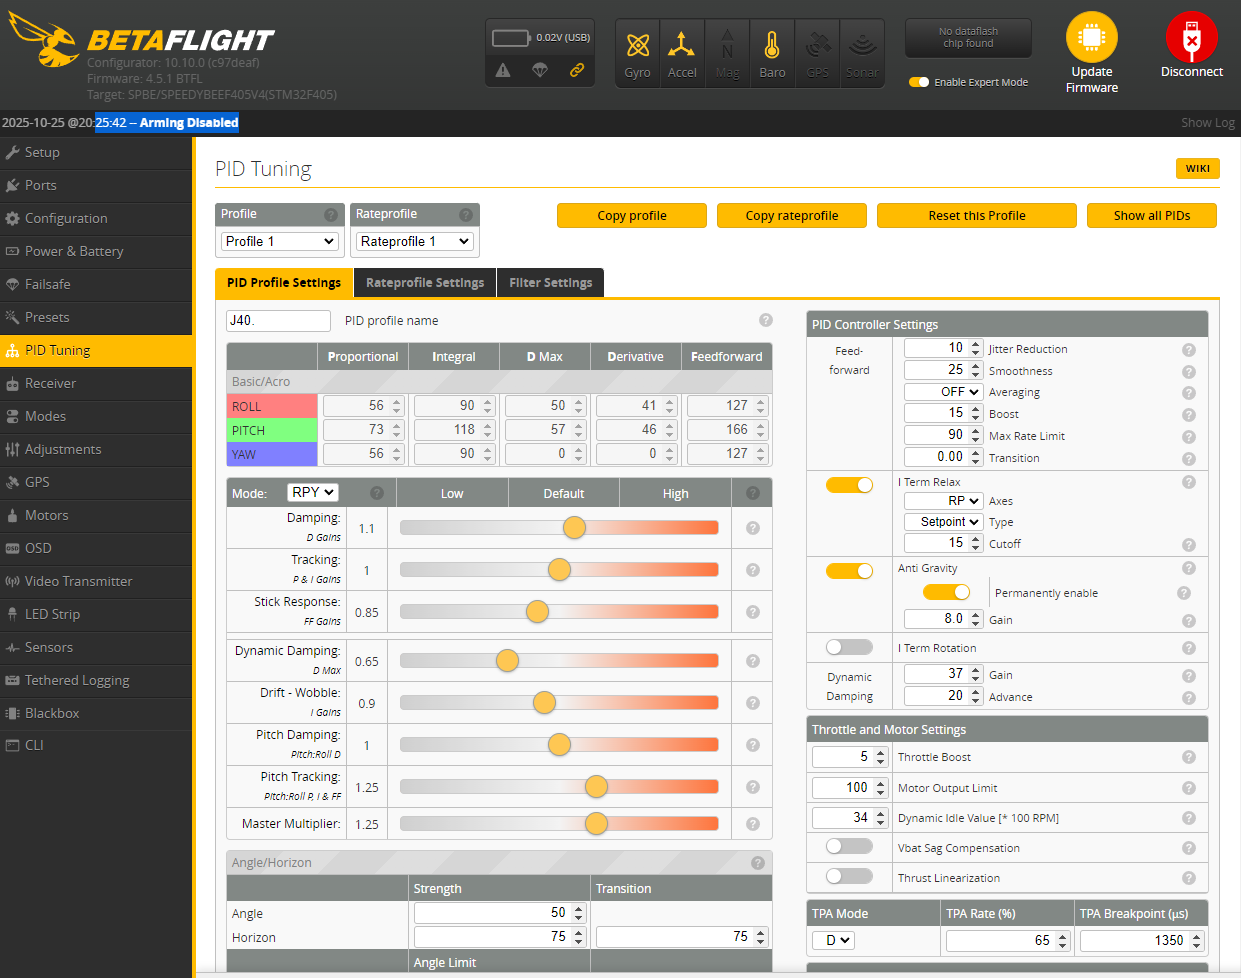 BETAFLIGHT
Configurator: 10.10.0 (c97deaf)
Firmware: 4.5.1 BTFL
Target: SPBE/SPEEDYBEEF405V4(STM32F405)
0.02V (USB)
Gyro
Accel
Mag
Baro
GPS
Sonar
No dataflash
chip found
Enable Expert Mode
Update
Firmware
Disconnect
2025-10-25 @20:25:42 -- Arming Disabled
Show Log
Setup
Ports
Configuration
Power & Battery
Failsafe
Presets
PID Tuning
Receiver
Modes
Adjustments
GPS
Motors
OSD
Video Transmitter
LED Strip
Sensors
Tethered Logging
Blackbox
CLI
PID Tuning
WIKI
Profile
Profile 1
Rateprofile
Rateprofile 1
Copy profile
Copy rateprofile
Reset this Profile
Show all PIDs
PID Profile Settings
Rateprofile Settings
Filter Settings
J40.
PID profile name
Proportional Integral D Max Derivative Feedforward
Basic/Acro
ROLL 56 90 50 41 127
PITCH 73 118 57 46 166
YAW 56 90 0 0 127
Mode: RPY Low Default High
Damping:
D Gains
1.1
Tracking:
P & I Gains
1
Stick Response:
FF Gains
0.85
Dynamic Damping:
D Max
0.65
Drift - Wobble:
I Gains
0.9
Pitch Damping:
Pitch:Roll D
1
Pitch Tracking:
Pitch:Roll P, I & FF
1.25
Master Multiplier: 1.25
Angle/Horizon
Strength Transition
Angle 50
Horizon 75 75
Angle Limit
PID Controller Settings
Feed-
forward
10 Jitter Reduction
25 Smoothness
OFF Averaging
15 Boost
90 Max Rate Limit
0.00 Transition
I Term Relax
RP Axes
Setpoint Type
15 Cutoff
Anti Gravity
Permanently enable
8.0 Gain
I Term Rotation
Dynamic
Damping
37 Gain
20 Advance
Throttle and Motor Settings
5 Throttle Boost
100 Motor Output Limit
34 Dynamic Idle Value [* 100 RPM]
Vbat Sag Compensation
Thrust Linearization
TPA Mode TPA Rate (%) TPA Breakpoint (µs)
D 65 1350